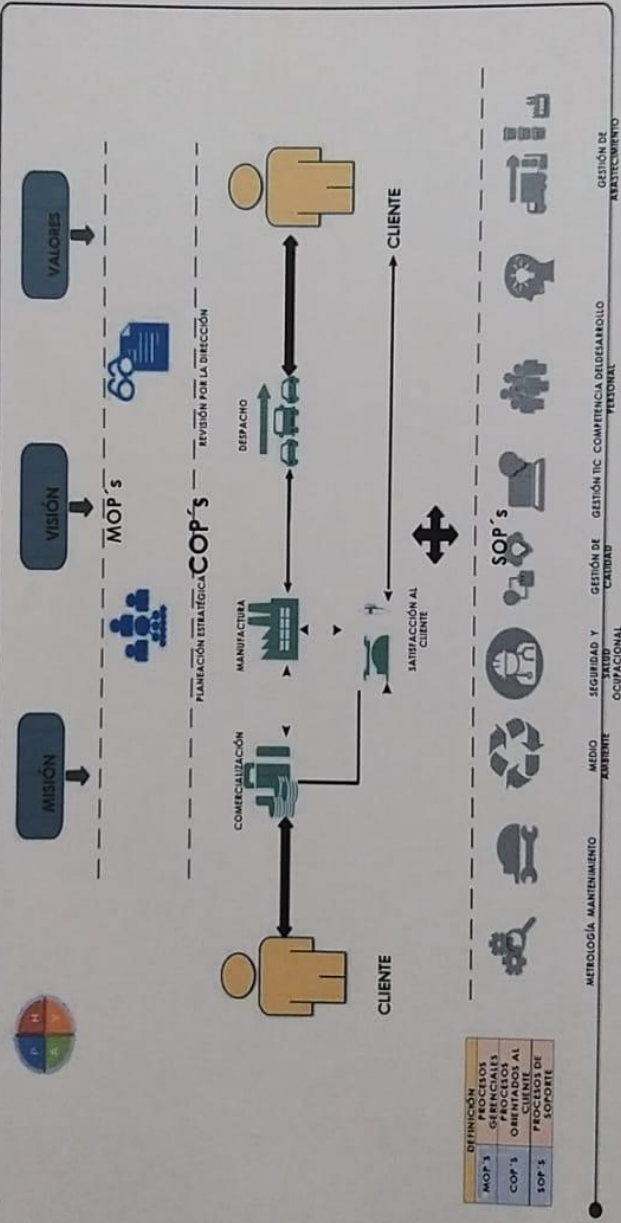 P H
A V
MISIÓN
VISIÓN
VALORES
MOP´s
PLANEACIÓN ESTRATÉGICA
REVISIÓN POR LA DIRECCIÓN
COP´s
COMERCIALIZACIÓN
MANUFACTURA
DESPACHO
CLIENTE
SATISFACCIÓN AL
CLIENTE
CLIENTE
SOP´s
DEFINICIÓN
MOP´S PROCESOS
GERENCIALES
COP´S PROCESOS
ORIENTADOS AL
CLIENTE
SOP´S PROCESOS DE
SOPORTE
METROLOGÍA MANTENIMIENTO
MEDIO
AMBIENTE
SEGURIDAD Y
SALUD
OCUPACIONAL
GESTIÓN DE
CALIDAD
GESTIÓN TIC
COMPETENCIA DELDESARROLLO
PERSONAL
GESTIÓN DE
ABASTECIMIENTO